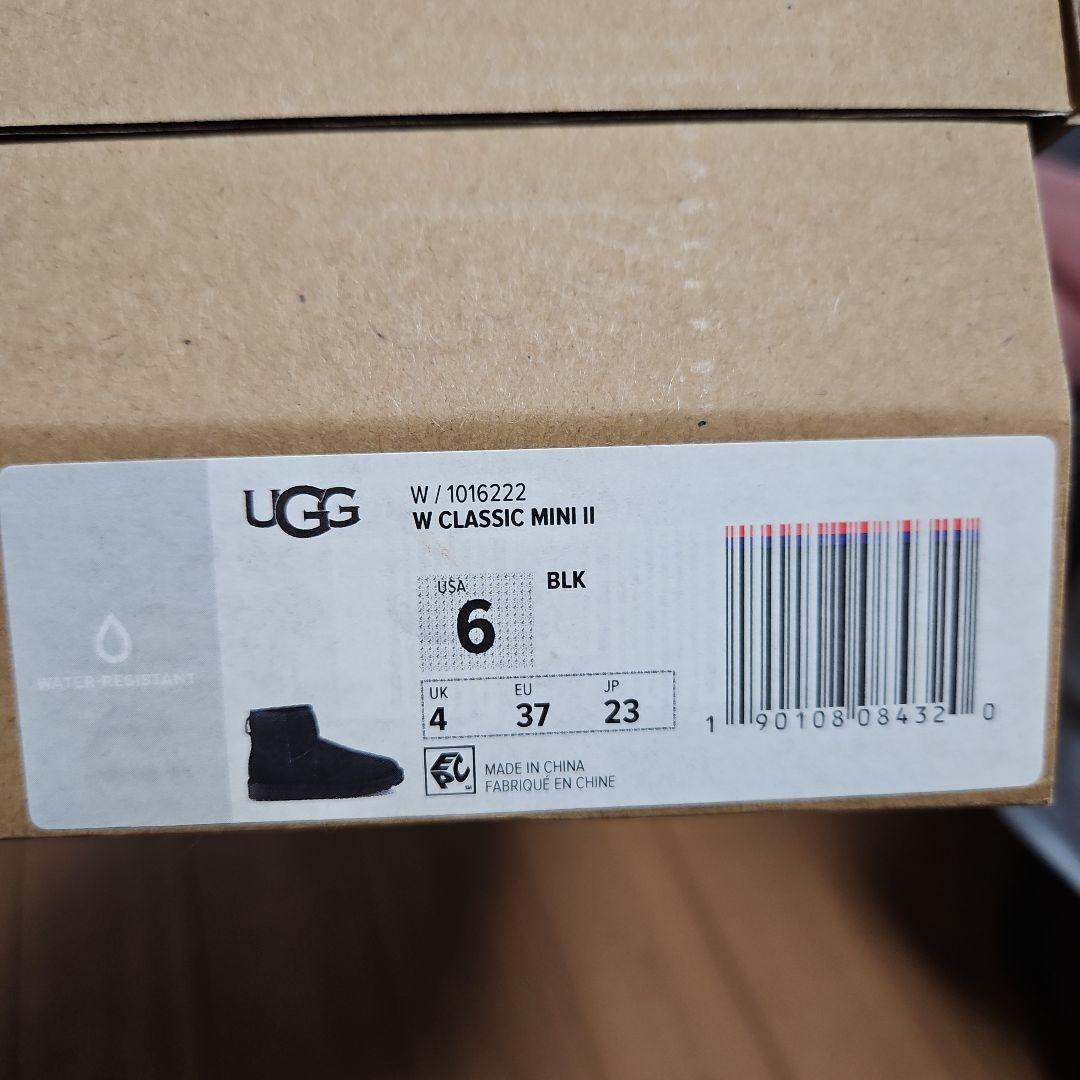 UGG
W / 1016222
W CLASSIC MINI II
USA
6
BLK
UK
4
EU
37
JP
23
WATER-RESISTANT
EPC
MADE IN CHINA
FABRIQUÉ EN CHINE
1 90108 08432 0